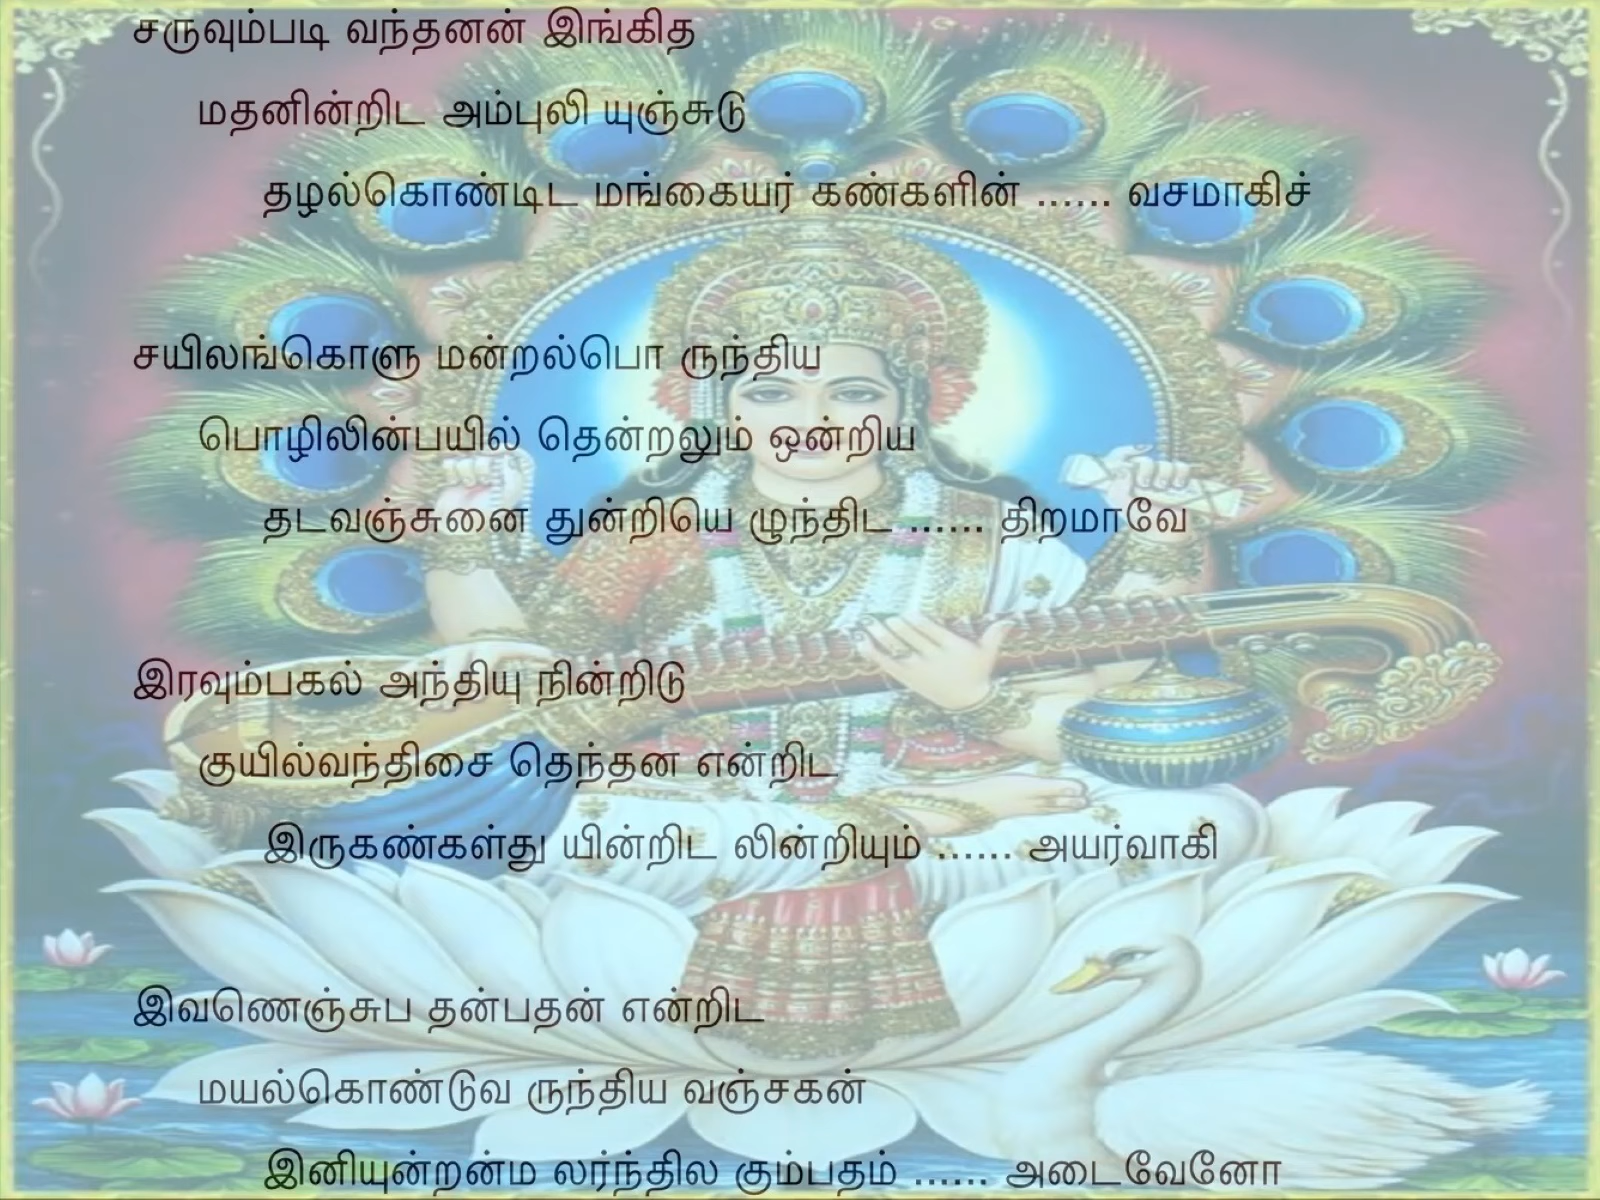 சருவும்படி வந்தனன் இங்கித
மதனின்றிட அம்புலி யுஞ்சுடு
தழல்கொண்டிட மங்கையர் கண்களின் ...... வசமாகிச்
சயிலங்கொளு மன்றல்பொ ருந்திய
பொழிலின்பயில் தென்றலும் ஒன்றிய
தடவஞ்சுனை துன்றியெ ழுந்திட ...... திறமாவே
இரவும்பகல் அந்தியு நின்றிடு
குயில்வந்திசை தெந்தன என்றிட
இருகண்கள்து யின்றிட லின்றியும் ...... அயர்வாகி
இவணெஞ்சுப தன்பதன் என்றிட
மயல்கொண்டுவ ருந்திய வஞ்சகன்
இனியுன்றன்ம லர்ந்தில கும்பதம் ...... அடைவேனோ